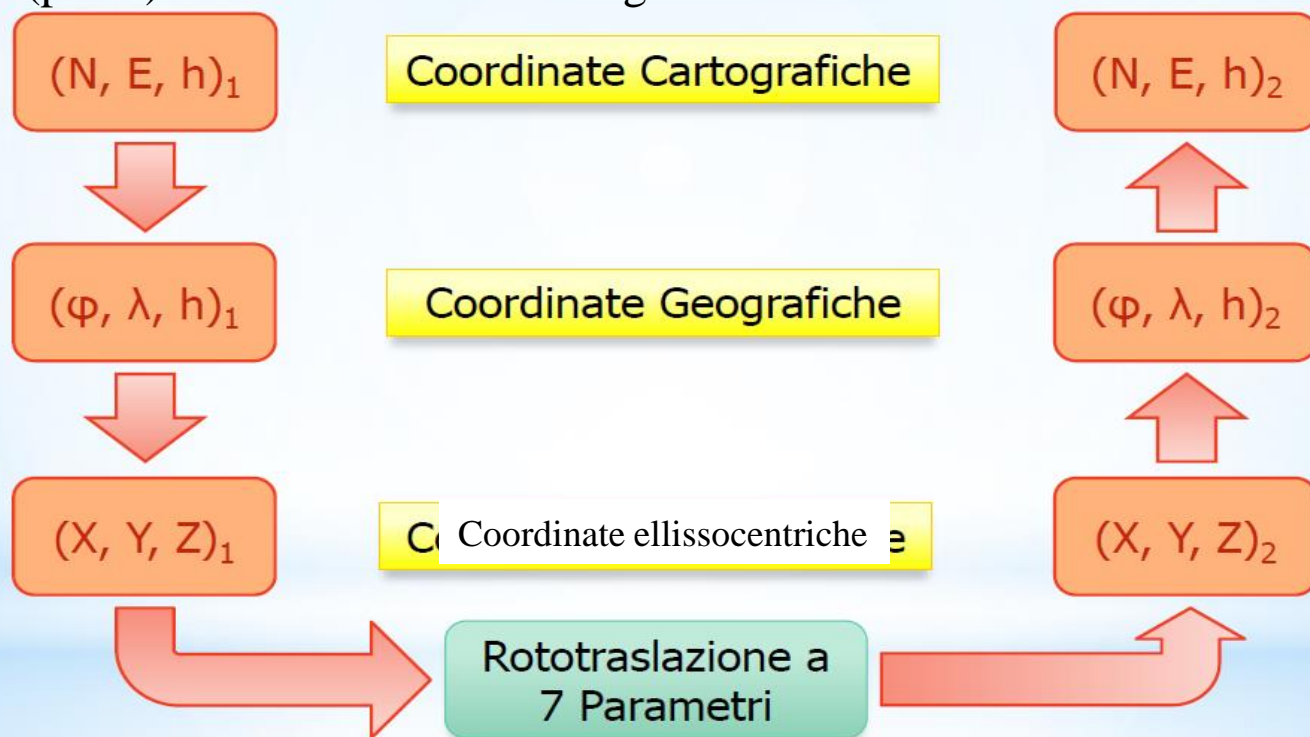 (N, E, h)₁
Coordinate Cartografiche
(N, E, h)₂
(φ, λ, h)₁
Coordinate Geografiche
(φ, λ, h)₂
(X, Y, Z)₁
Coordinate ellissocentriche
(X, Y, Z)₂
Rototraslazione a
7 Parametri